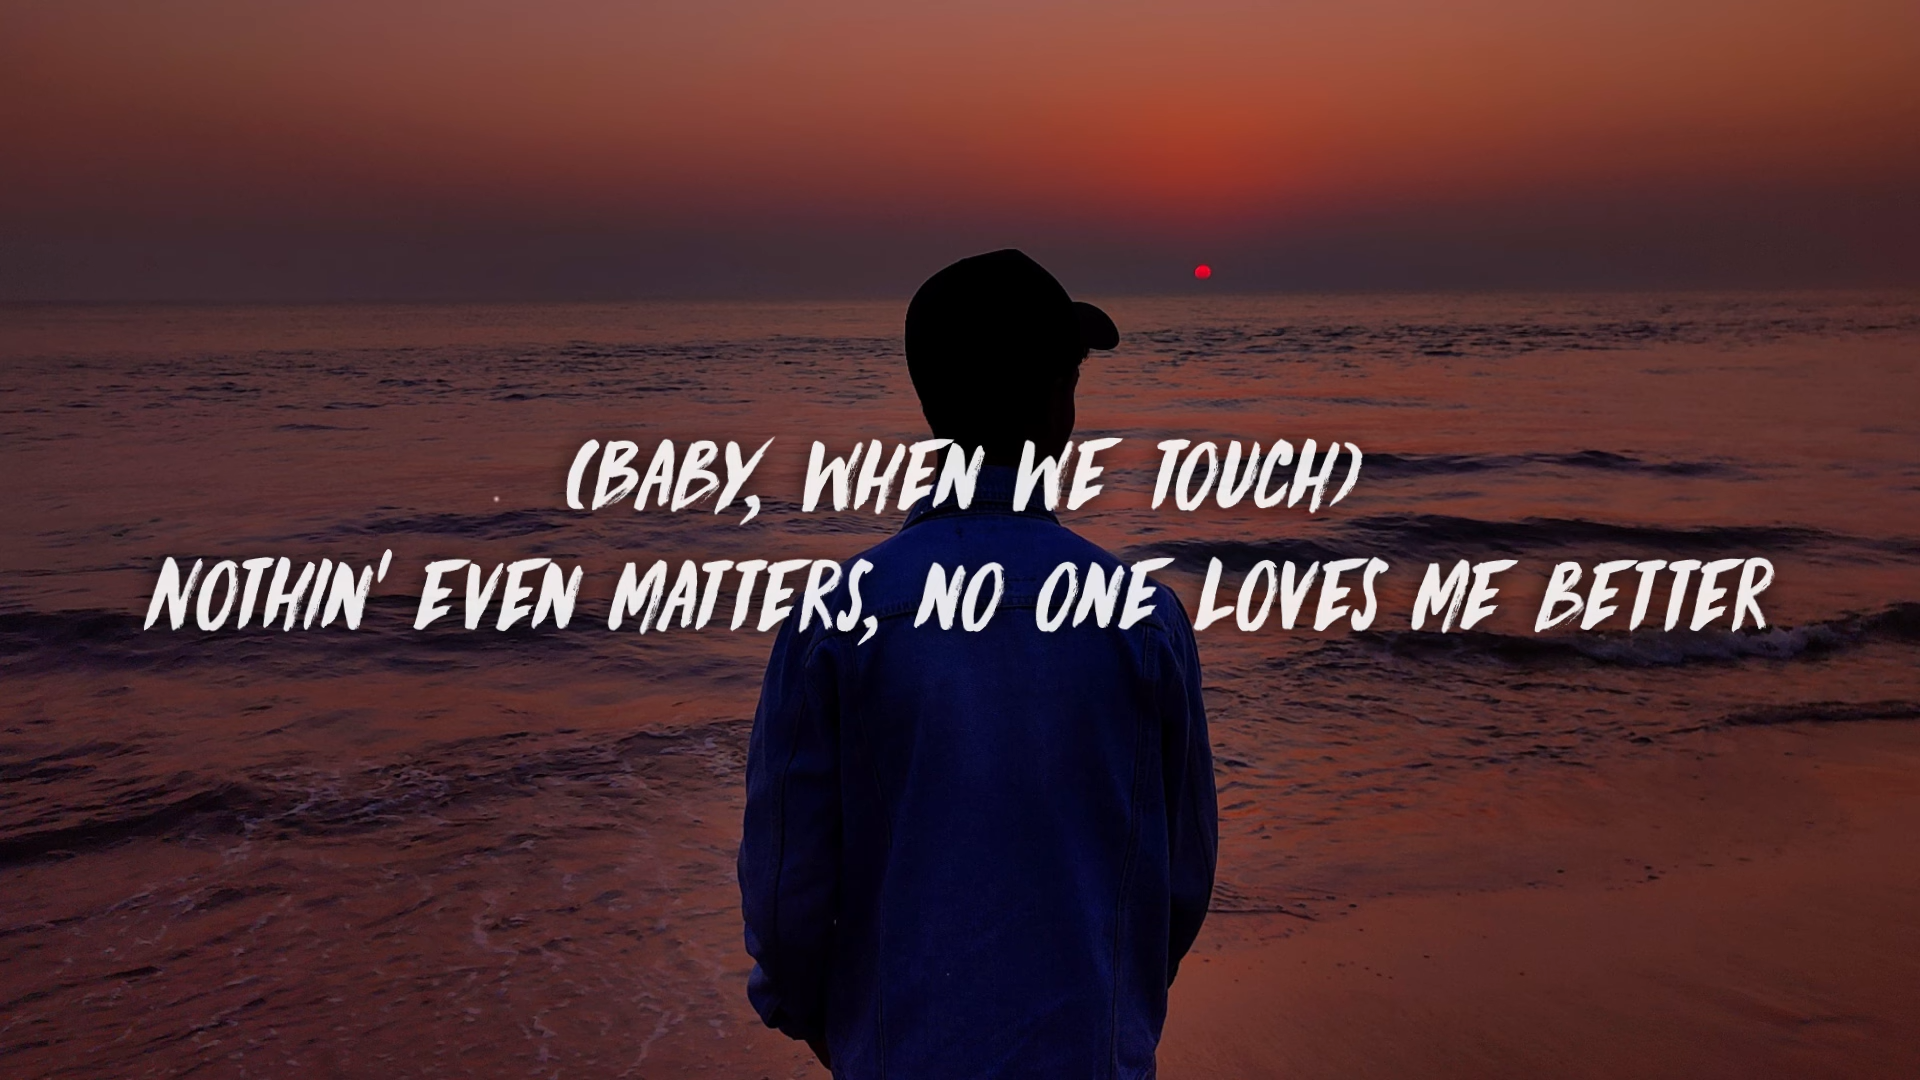 (BABY, WHEN WE TOUCH)
NOTHIN' EVEN MATTERS, NO ONE LOVES ME BETTER